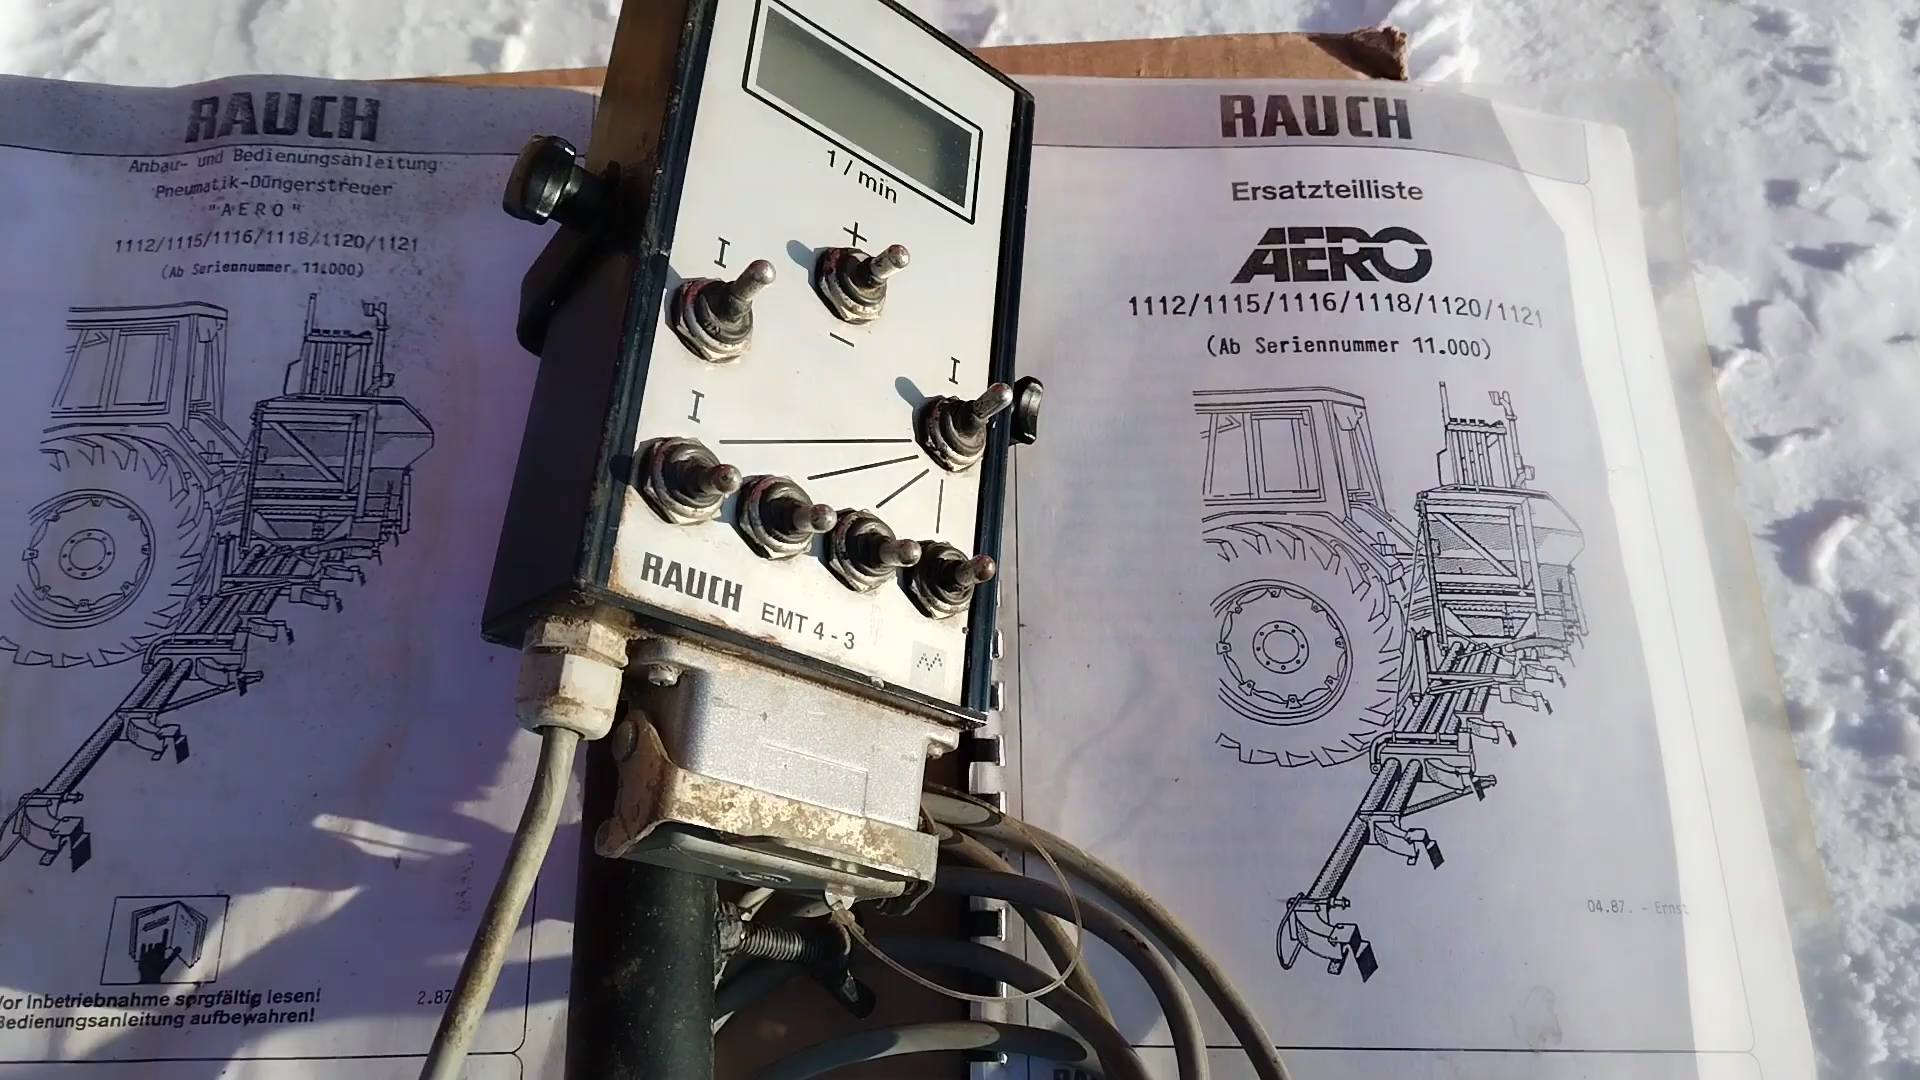 RAUCH
Anbau- und Bedienungsanleitung
Pneumatik-Düngerstreuer
"AERO"
1112/1115/1116/1118/1120/1121
(Ab Seriennummer 11.000)
Vor Inbetriebnahme sorgfältig lesen!
Bedienungsanleitung aufbewahren!
2.87
1/min
+
I
−
I
I
RAUCH
EMT 4-3
RAUCH
Ersatzteilliste
AERO
1112/1115/1116/1118/1120/1121
(Ab Seriennummer 11.000)
04.87. - Ernst